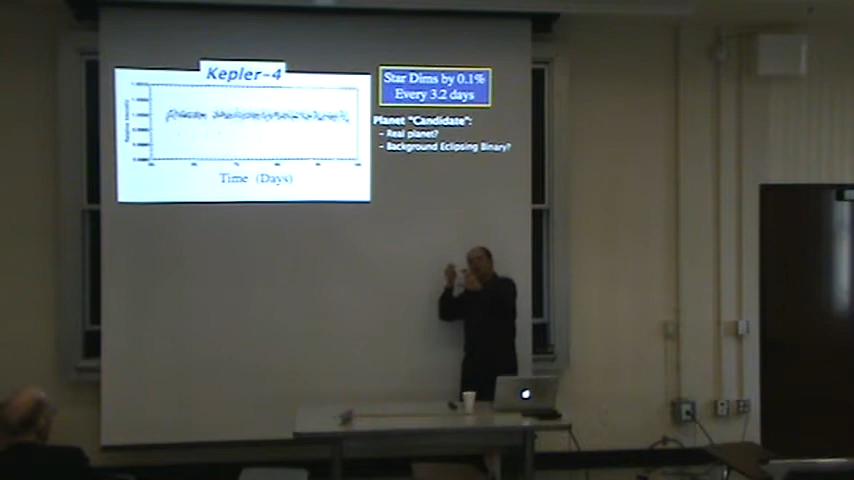 Kepler-4
Star Dims by 0.1%
Every 3.2 days
Planet "Candidate":
- Real planet?
- Background Eclipsing Binary?
Time (Days)